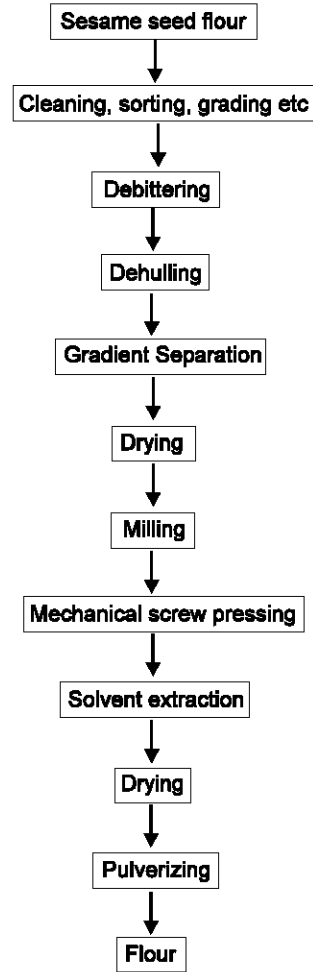 Sesame seed flour
Cleaning, sorting, grading etc
Debittering
Dehulling
Gradient Separation
Drying
Milling
Mechanical screw pressing
Solvent extraction
Drying
Pulverizing
Flour